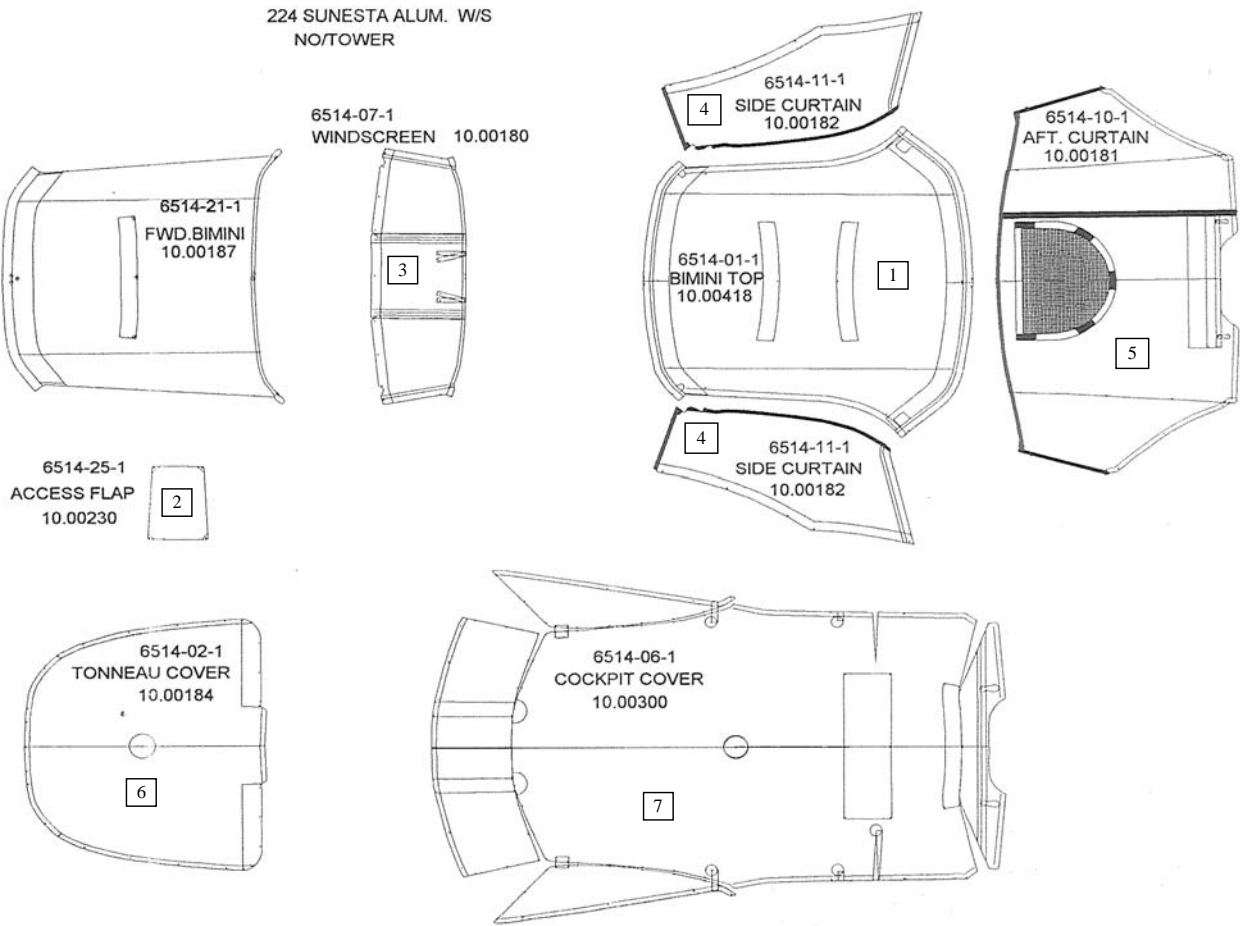 224 SUNESTA ALUM. W/S
NO/TOWER
6514-07-1
WINDSCREEN 10.00180
3
6514-21-1
FWD.BIMINI
10.00187
6514-11-1
SIDE CURTAIN
10.00182
4
6514-01-1
BIMINI TOP
10.00418
1
6514-10-1
AFT. CURTAIN
10.00181
5
4
6514-11-1
SIDE CURTAIN
10.00182
6514-25-1
ACCESS FLAP
10.00230
2
6514-02-1
TONNEAU COVER
10.00184
6
6514-06-1
COCKPIT COVER
10.00300
7